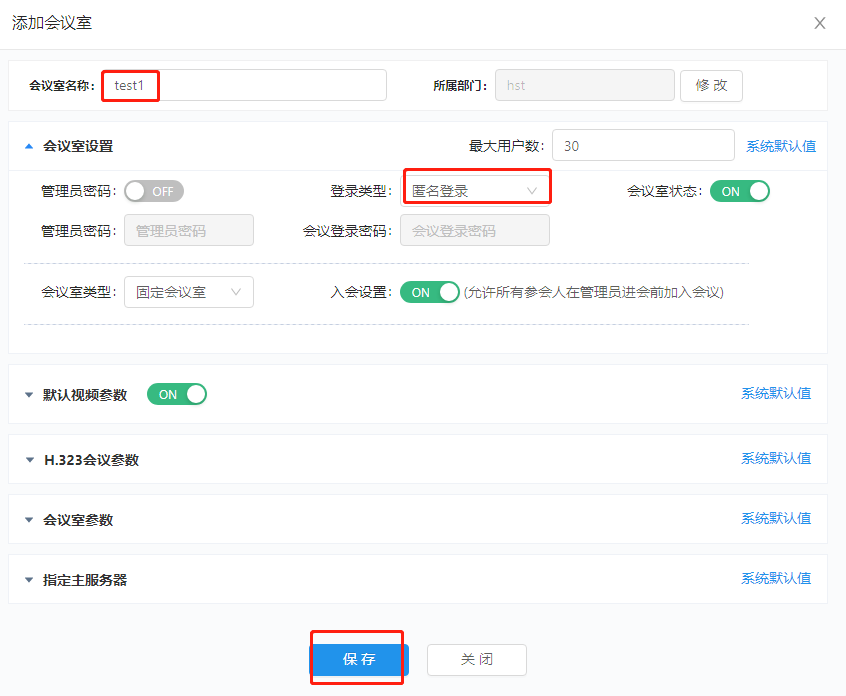 添加会议室
会议室名称: test1 所属部门: hst 修 改
会议室设置 最大用户数: 30 系统默认值
管理员密码: OFF 登录类型: 匿名登录 会议室状态: ON
管理员密码: 管理员密码 会议登录密码: 会议登录密码
会议室类型: 固定会议室 入会设置: ON (允许所有参会人在管理员进会前加入会议)
默认视频参数 ON 系统默认值
H.323会议参数 系统默认值
会议室参数 系统默认值
指定主服务器 系统默认值
保 存 关 闭